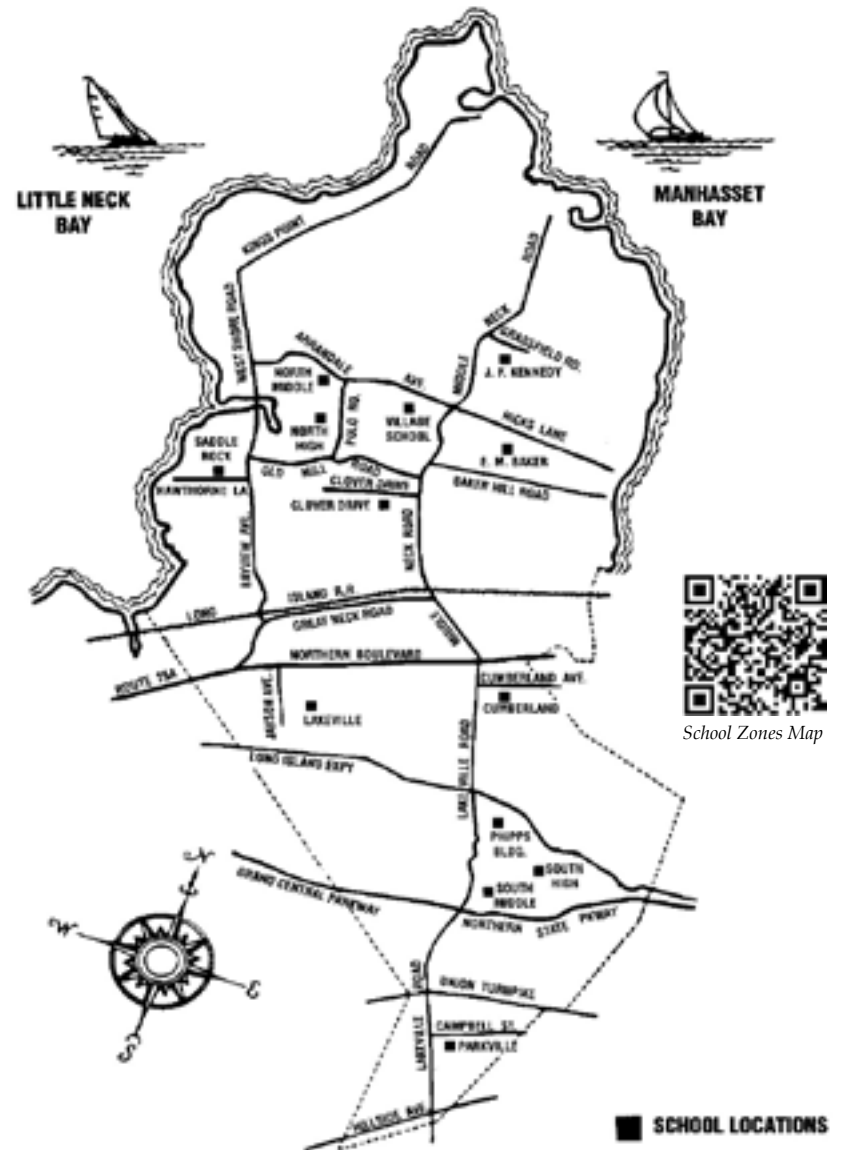 LITTLE NECK
BAY
MANHASSET
BAY
KINGS POINT
ROAD
WEST SHORE ROAD
ARRANDALE
AVE.
MIDDLE
NECK
ROAD
GRASSFIELD RD.
J. F. KENNEDY
NORTH
MIDDLE
NORTH
HIGH
POLO RD.
VILLAGE
SCHOOL
HICKS LANE
SADDLE
ROCK
E. M. BAKER
HAWTHORNE LA.
OLD MILL ROAD
CLOVER DRIVE
CLOVER DRIVE
BAKER HILL ROAD
BAYVIEW AVE.
NECK ROAD
MIDDLE
LONG
ISLAND R.R.
GREAT NECK ROAD
NORTHERN BOULEVARD
ROUTE 25A
CUMBERLAND AVE.
CUMBERLAND
LAKEVILLE
LAKEVILLE ROAD
School Zones Map
LONG ISLAND EXPY
PHIPPS
BLDG.
SOUTH
HIGH
SOUTH
MIDDLE
GRAND CENTRAL PARKWAY
NORTHERN STATE PKWAY
N
W
E
S
ROAD
LAKEVILLE
UNION TURNPIKE
CAMPBELL ST.
PARKVILLE
HILLSIDE AVE.
SCHOOL LOCATIONS